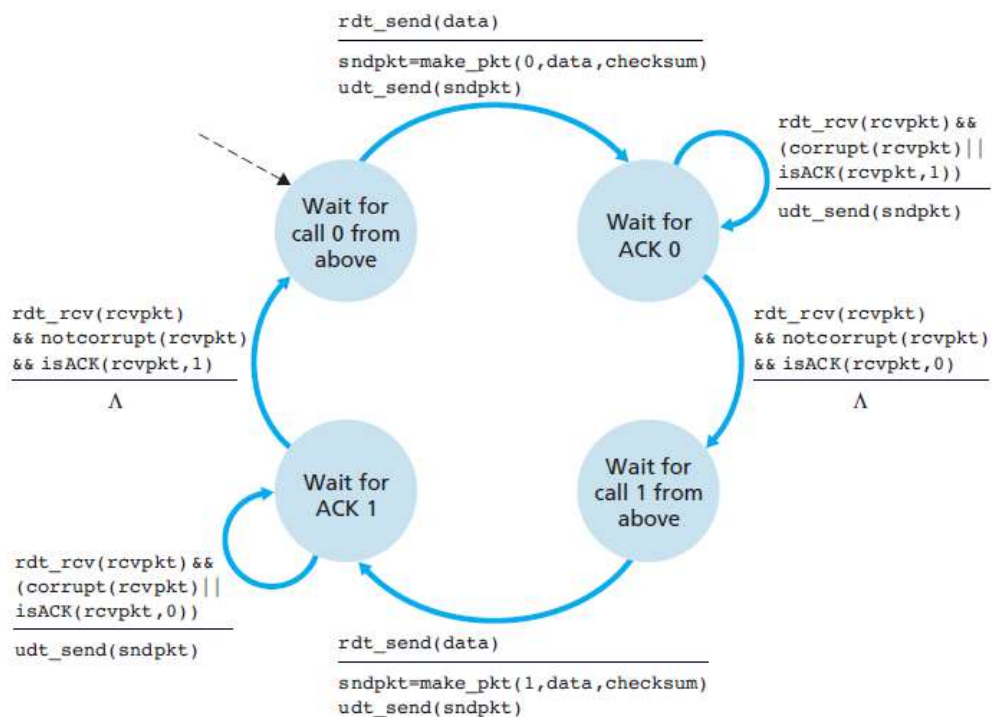 rdt_send(data)
sndpkt=make_pkt(0,data,checksum)
udt_send(sndpkt)
rdt_rcv(rcvpkt)&&
(corrupt(rcvpkt)||
isACK(rcvpkt,1))
udt_send(sndpkt)
Wait for
call 0 from
above
Wait for
ACK 0
rdt_rcv(rcvpkt)
&& notcorrupt(rcvpkt)
&& isACK(rcvpkt,1)
Λ
rdt_rcv(rcvpkt)
&& notcorrupt(rcvpkt)
&& isACK(rcvpkt,0)
Λ
Wait for
ACK 1
Wait for
call 1 from
above
rdt_rcv(rcvpkt)&&
(corrupt(rcvpkt)||
isACK(rcvpkt,0))
udt_send(sndpkt)
rdt_send(data)
sndpkt=make_pkt(1,data,checksum)
udt_send(sndpkt)